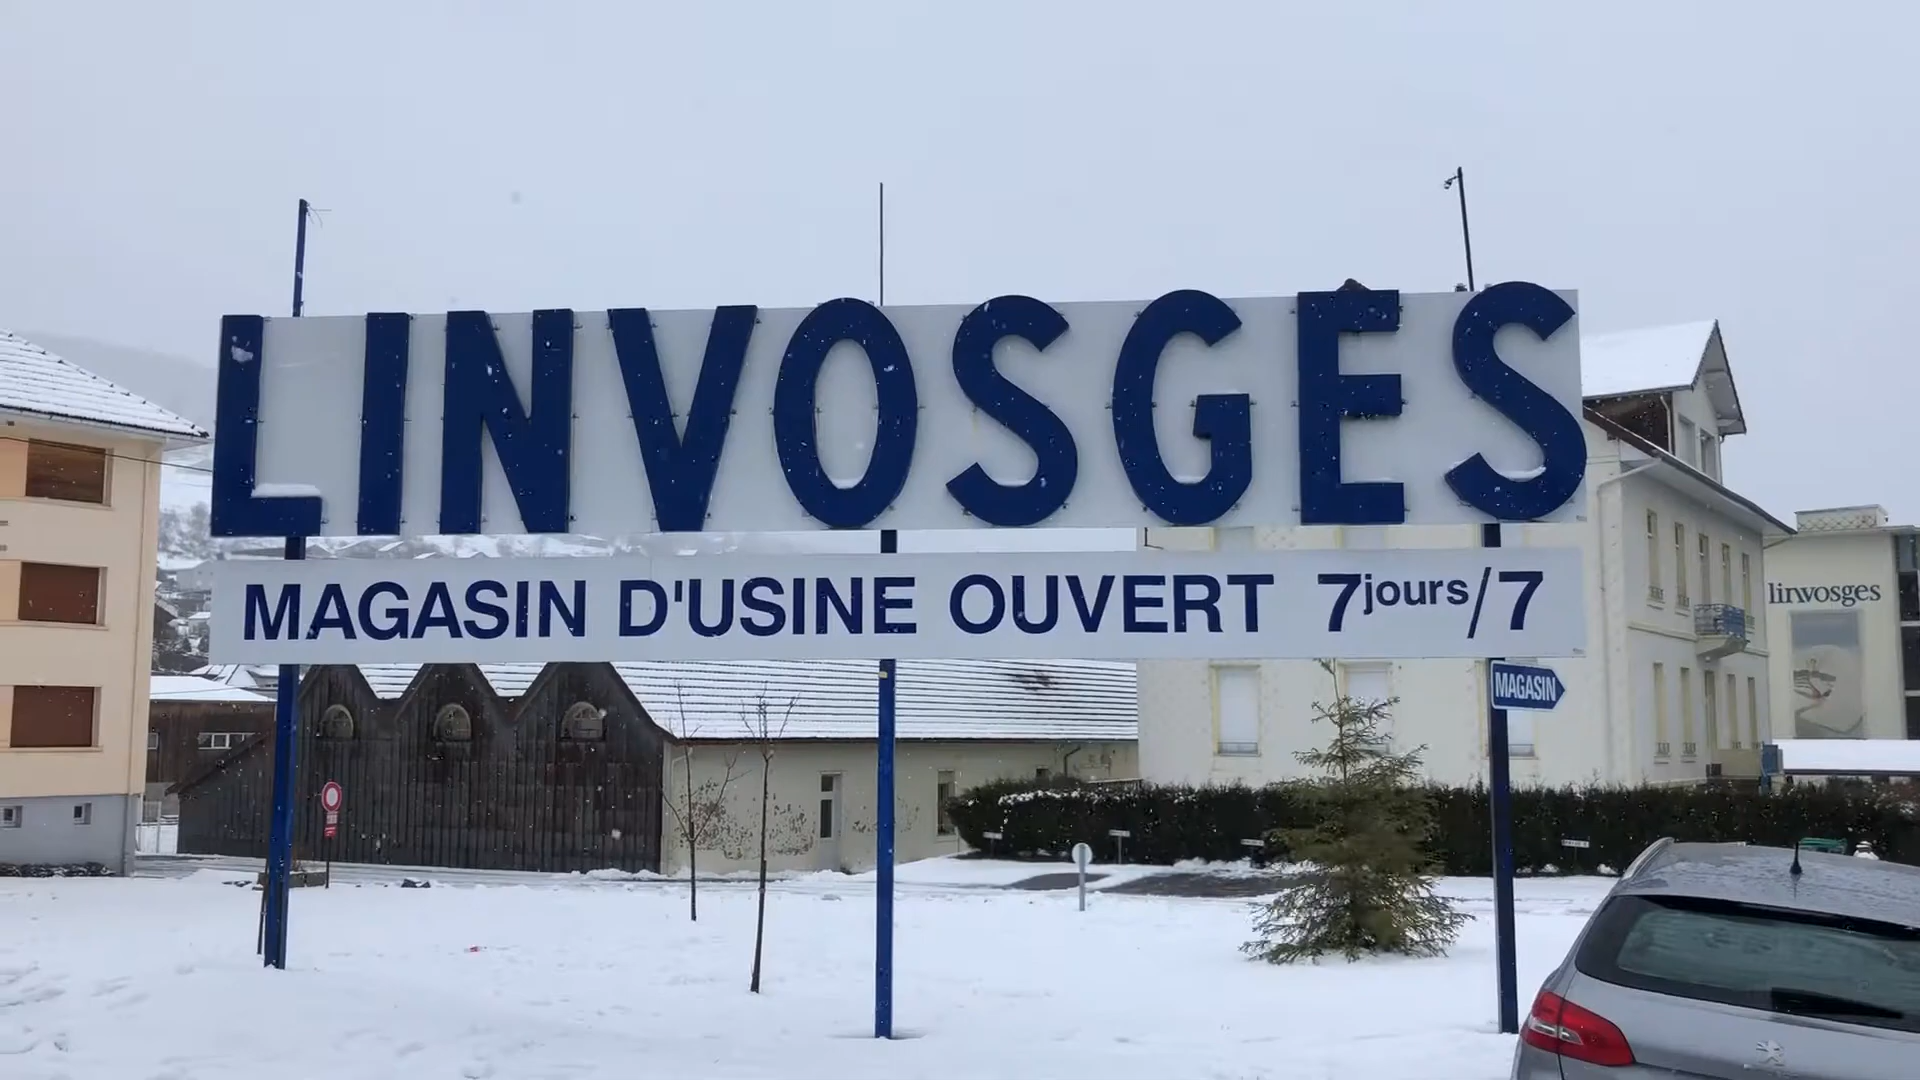 LINVOSGES
MAGASIN D'USINE OUVERT 7jours/7
MAGASIN
linvosges